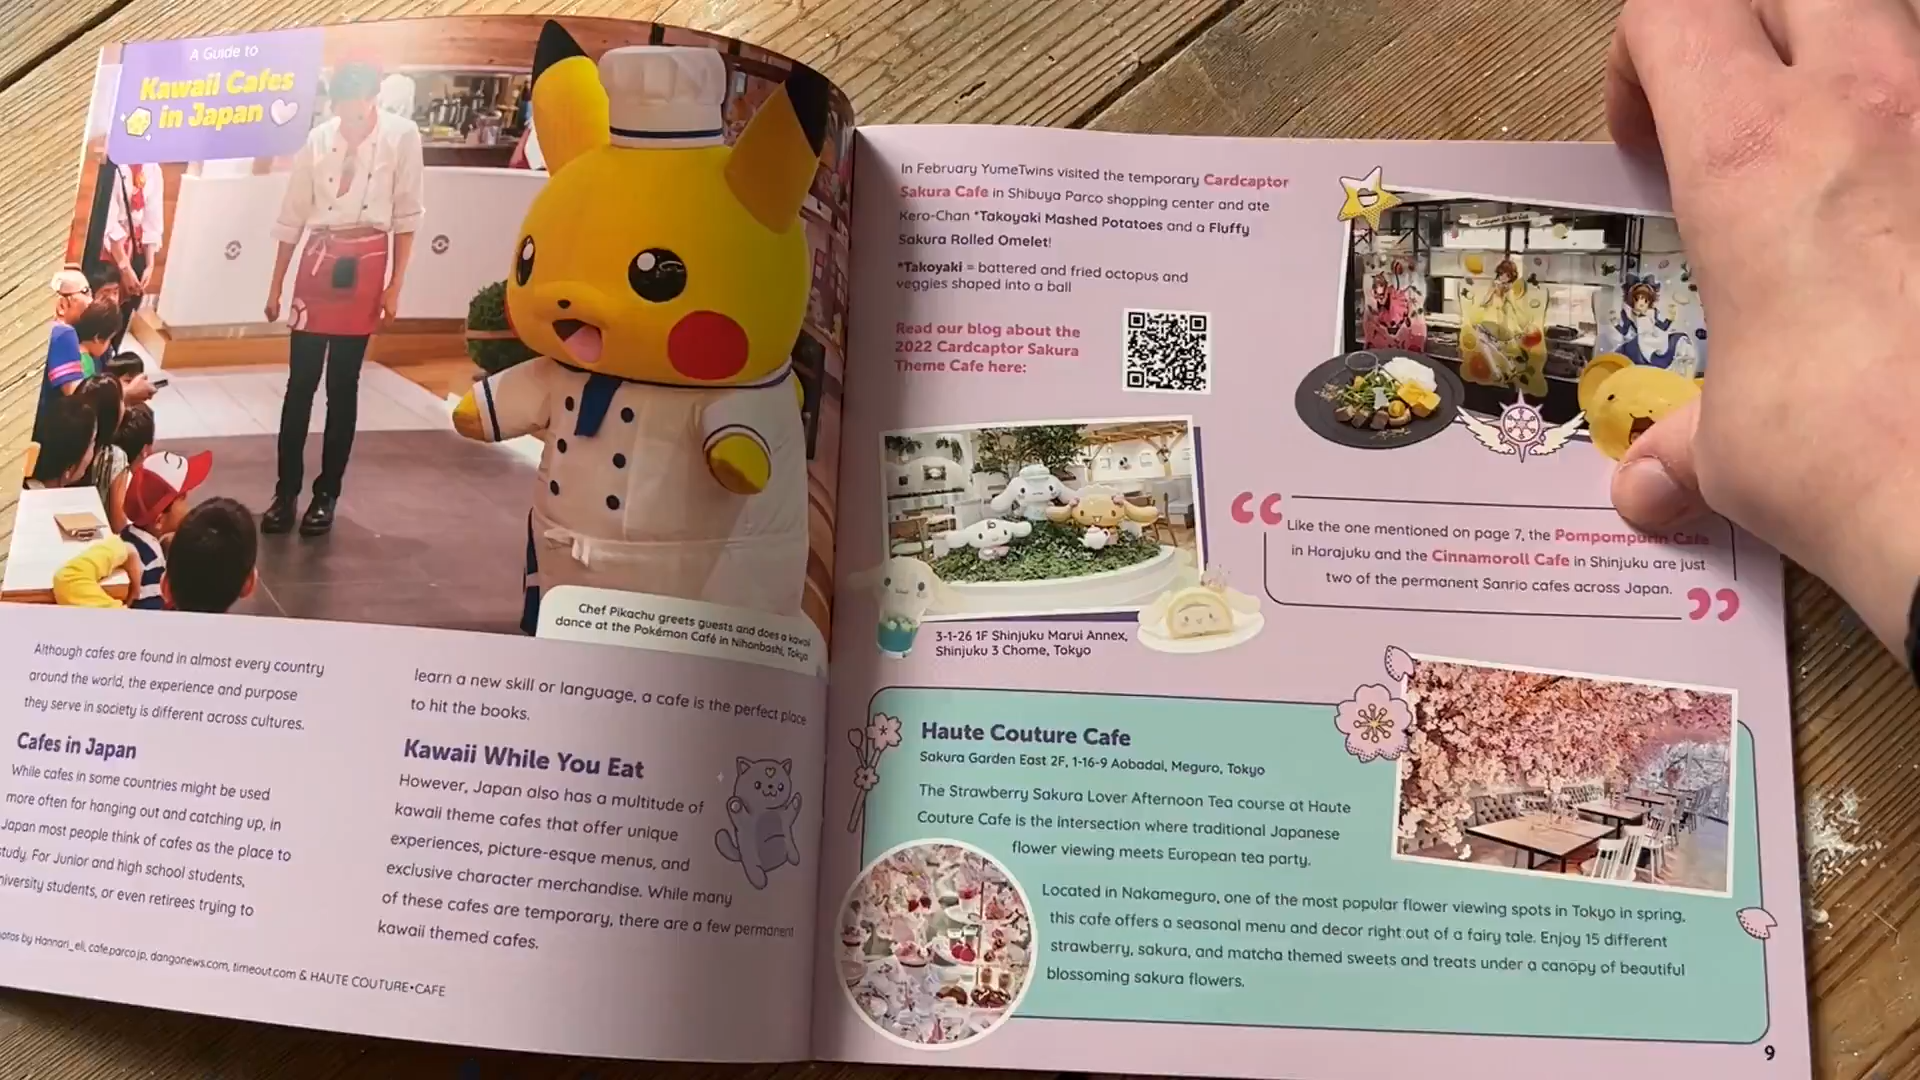 A Guide to
Kawaii Cafes
in Japan
Chef Pikachu greets guests and does a kawaii
dance at the Pokémon Café in Nihonbashi, Tokyo
Although cafes are found in almost every country
around the world, the experience and purpose
they serve in society is different across cultures.
Cafes in Japan
While cafes in some countries might be used
more often for hanging out and catching up, in
Japan most people think of cafes as the place to
study. For Junior and high school students,
university students, or even retirees trying to
learn a new skill or language, a cafe is the perfect place
to hit the books.
Kawaii While You Eat
However, Japan also has a multitude of
kawaii theme cafes that offer unique
experiences, picture-esque menus, and
exclusive character merchandise. While many
of these cafes are temporary, there are a few permanent
kawaii themed cafes.
by Hannari_eli, cafe.parco.jp, dangonews.com, timeout.com & HAUTE COUTURE•CAFE
In February YumeTwins visited the temporary Cardcaptor
Sakura Cafe in Shibuya Parco shopping center and ate
Kero-Chan *Takoyaki Mashed Potatoes and a Fluffy
Sakura Rolled Omelet!
*Takoyaki = battered and fried octopus and
veggies shaped into a ball
Read our blog about the
2022 Cardcaptor Sakura
Theme Cafe here:
“
Like the one mentioned on page 7, the Pompompurin Cafe
in Harajuku and the Cinnamoroll Cafe in Shinjuku are just
two of the permanent Sanrio cafes across Japan.
”
3-1-26 1F Shinjuku Marui Annex,
Shinjuku 3 Chome, Tokyo
Haute Couture Cafe
Sakura Garden East 2F, 1-16-9 Aobadai, Meguro, Tokyo
The Strawberry Sakura Lover Afternoon Tea course at Haute
Couture Cafe is the intersection where traditional Japanese
flower viewing meets European tea party.
Located in Nakameguro, one of the most popular flower viewing spots in Tokyo in spring,
this cafe offers a seasonal menu and decor right out of a fairy tale. Enjoy 15 different
strawberry, sakura, and matcha themed sweets and treats under a canopy of beautiful
blossoming sakura flowers.
9